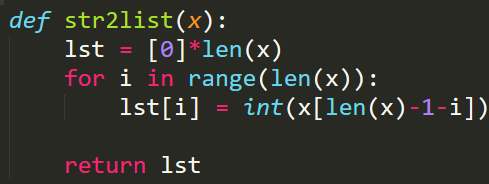 def str2list(x):
    lst = [0]*len(x)
    for i in range(len(x)):
        lst[i] = int(x[len(x)-1-i])
    return lst